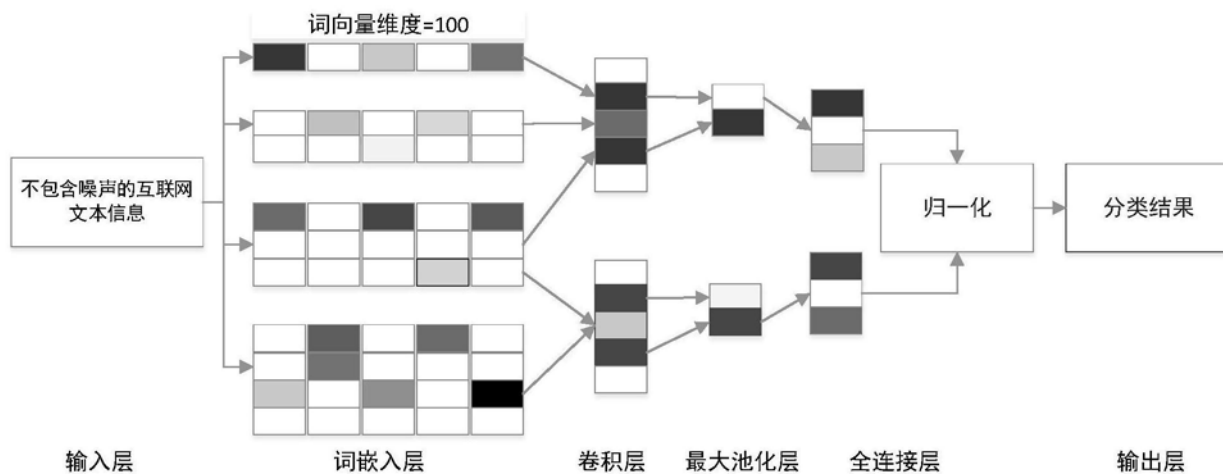 词向量维度=100
不包含噪声的互联网
文本信息
归一化
分类结果
输入层
词嵌入层
卷积层
最大池化层
全连接层
输出层